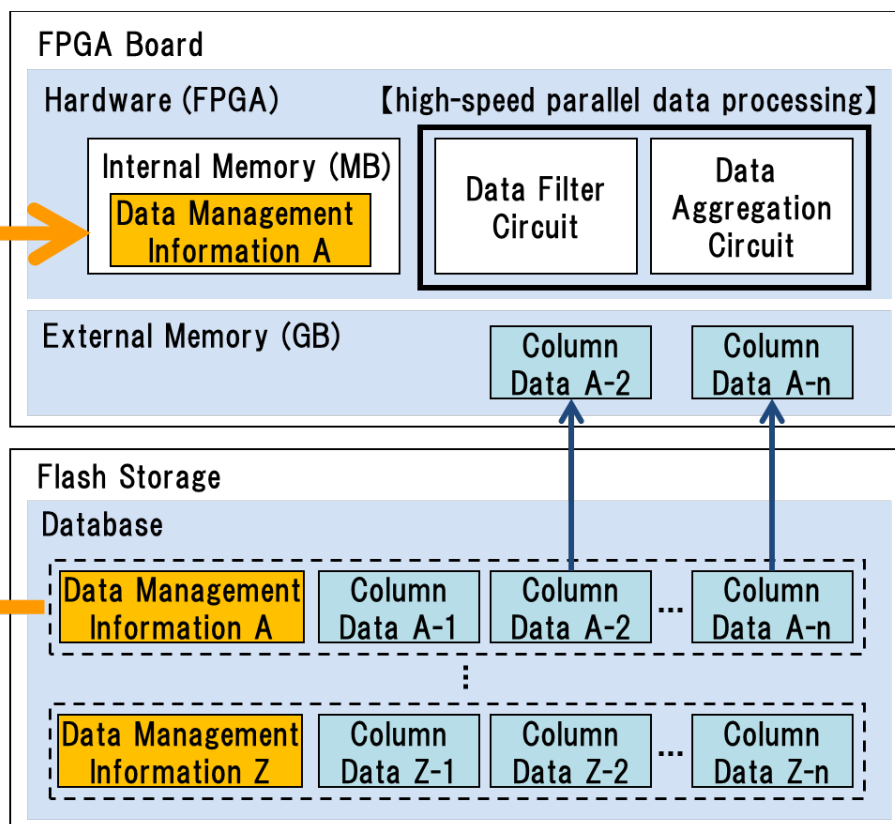 FPGA Board
Hardware (FPGA) 【high-speed parallel data processing】
Internal Memory (MB)
Data Management
Information A
Data Filter
Circuit
Data
Aggregation
Circuit
External Memory (GB)
Column
Data A-2
Column
Data A-n
Flash Storage
Database
Data Management
Information A
Column
Data A-1
Column
Data A-2
...
Column
Data A-n
⋮
Data Management
Information Z
Column
Data Z-1
Column
Data Z-2
...
Column
Data Z-n